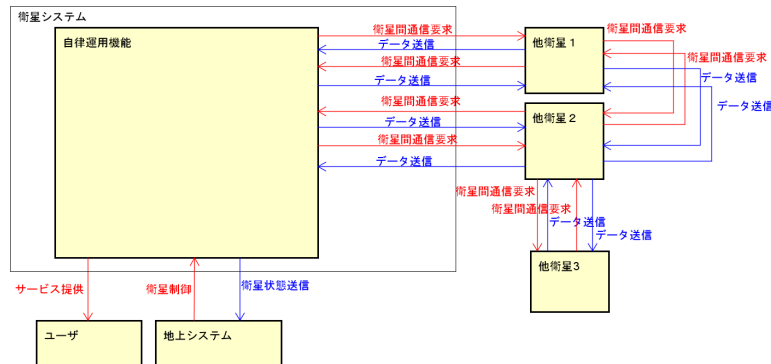 衛星システム
自律運用機能
衛星間通信要求
データ送信
衛星間通信要求
データ送信
衛星間通信要求
データ送信
衛星間通信要求
データ送信
他衛星１
衛星間通信要求
衛星間通信要求
データ送信
データ送信
他衛星２
衛星間通信要求
衛星間通信要求
データ送信
データ送信
他衛星3
サービス提供
衛星制御
衛星状態送信
ユーザ
地上システム